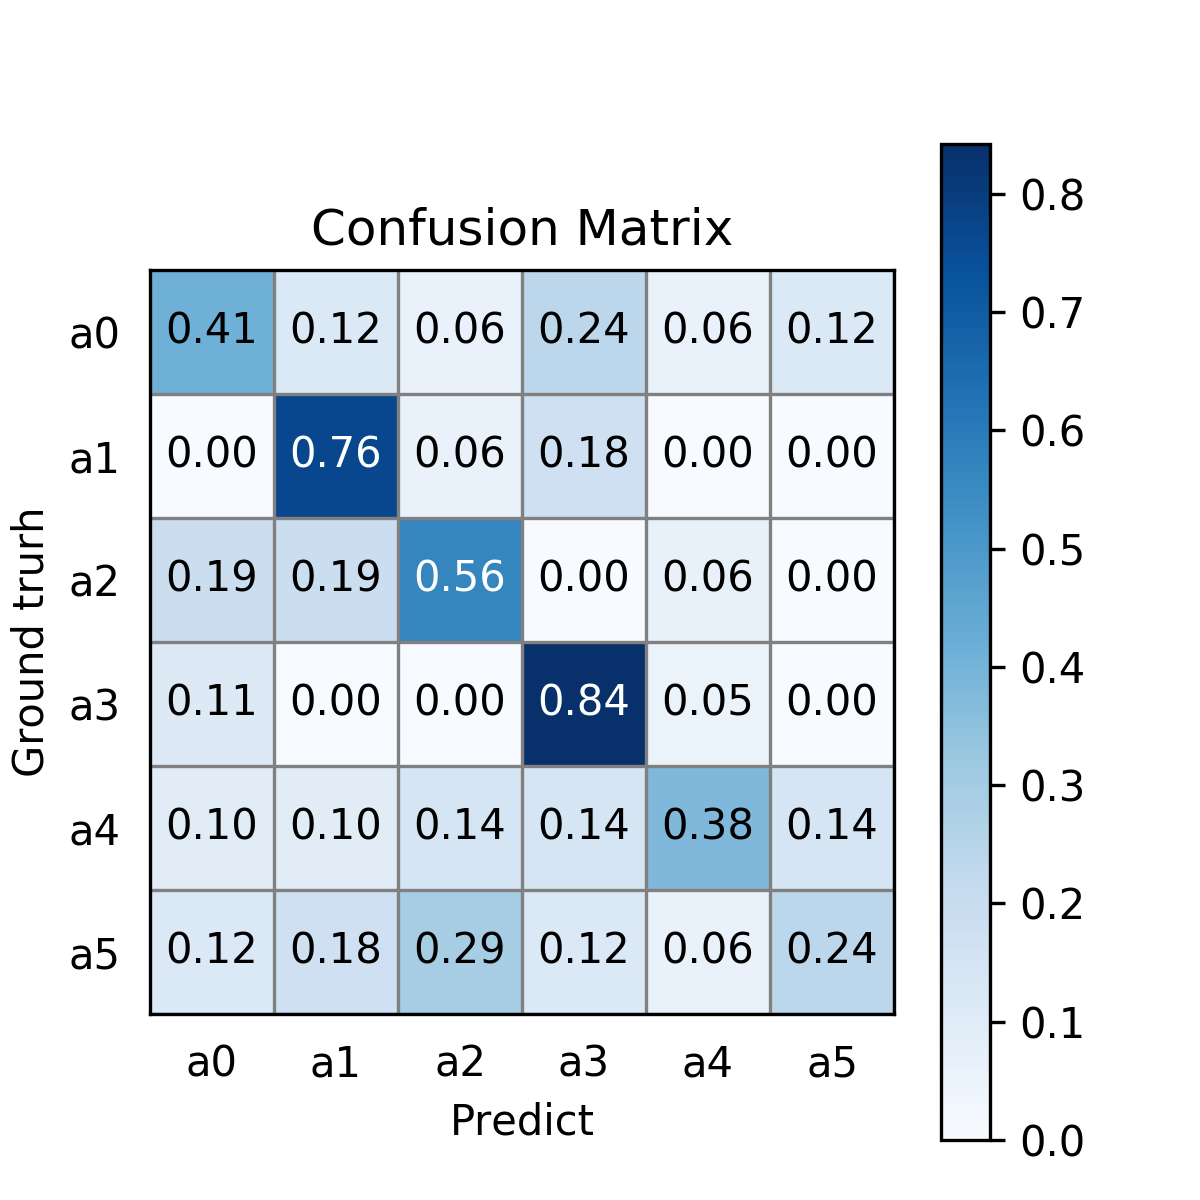 Confusion Matrix
a0 0.41 0.12 0.06 0.24 0.06 0.12
a1 0.00 0.76 0.06 0.18 0.00 0.00
a2 0.19 0.19 0.56 0.00 0.06 0.00
a3 0.11 0.00 0.00 0.84 0.05 0.00
a4 0.10 0.10 0.14 0.14 0.38 0.14
a5 0.12 0.18 0.29 0.12 0.06 0.24
a0 a1 a2 a3 a4 a5
Predict
Ground trurh
0.8
0.7
0.6
0.5
0.4
0.3
0.2
0.1
0.0